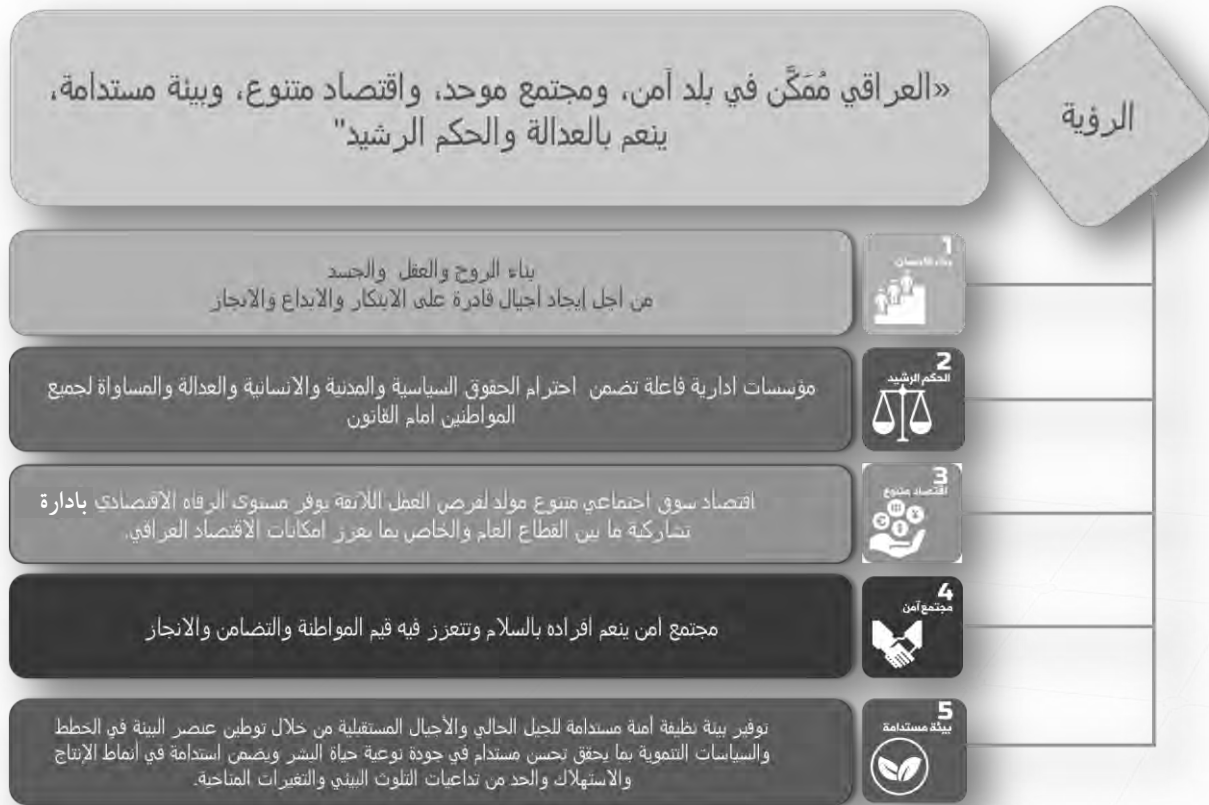 الرؤية
«العراقي مُمَكَّن في بلد آمن، ومجتمع موحد، واقتصاد متنوع، وبيئة مستدامة،
ينعم بالعدالة والحكم الرشيد"
1
بناء الانسان
بناء الروح والعقل والجسد
من أجل إيجاد أجيال قادرة على الابتكار والابداع والانجاز
2
الحكم الرشيد
مؤسسات ادارية فاعلة تضمن احترام الحقوق السياسية والمدنية والانسانية والعدالة والمساواة لجميع
المواطنين امام القانون
3
اقتصاد متنوع
اقتصاد سوق اجتماعي متنوع مولد لفرص العمل اللائقة يوفر مستوى الرفاه الاقتصادي بادارة
تشاركية ما بين القطاع العام والخاص بما يعزز امكانات الاقتصاد العراقي.
4
مجتمع آمن
مجتمع امن ينعم أفراده بالسلام وتتعزز فيه قيم المواطنة والتضامن والانجاز
5
بيئة مستدامة
توفير بيئة نظيفة أمنة مستدامة للجيل الحالي والأجيال المستقبلية من خلال توطين عنصر البيئة في الخطط
والسياسات التنموية بما يحقق تحسن مستدام في جودة نوعية حياة البشر ويضمن استدامة في أنماط الإنتاج
والاستهلاك والحد من تداعيات التلوث البيئي والتغيرات المناخية.